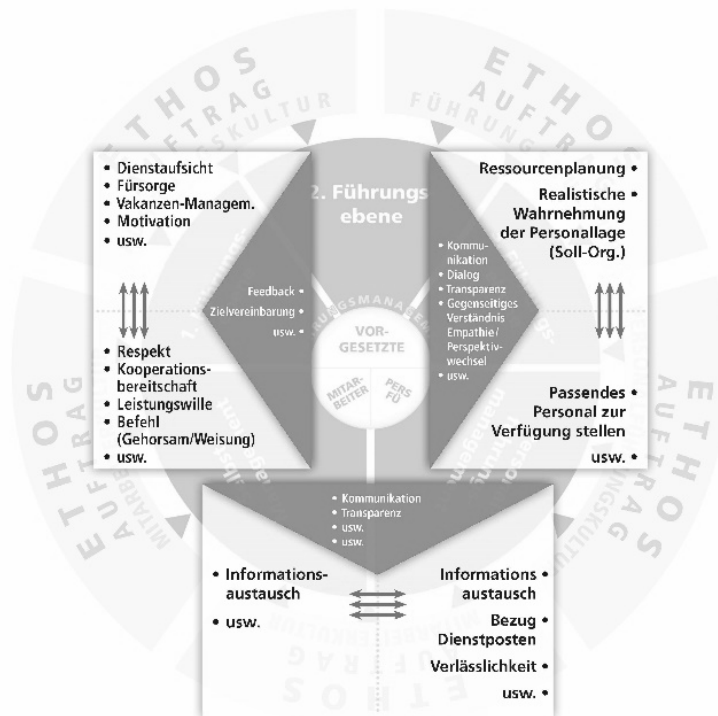 ETHOS
AUFTRAG
ETHOS
AUFTRAG
• Dienstaufsicht
• Fürsorge
• Vakanzen-Managem.
• Motivation
• usw.
• Respekt
• Kooperations-
bereitschaft
• Leistungswille
• Befehl
(Gehorsam/Weisung)
• usw.
Feedback •
Zielvereinbarung •
usw. •
2. Führungs
ebene
VOR-
GESETZTE
MITAR-
BEITER
PERS
FÜ
• Kommu-
nikation
• Dialog
• Transparenz
• Gegenseitiges
Verständnis
Empathie/
Perspektiv-
wechsel
• usw.
Ressourcenplanung •
Realistische •
Wahrnehmung
der Personallage
(Soll-Org.)
Passendes •
Personal zur
Verfügung stellen
usw. •
ETHOS
AUFTRAG
ETHOS
AUFTRAG
• Kommunikation
• Transparenz
• usw.
• usw.
• Informations-
austausch
• usw.
Informations •
austausch
Bezug •
Dienstposten
Verlässlichkeit •
usw. •
AUFTRAG
ETHOS